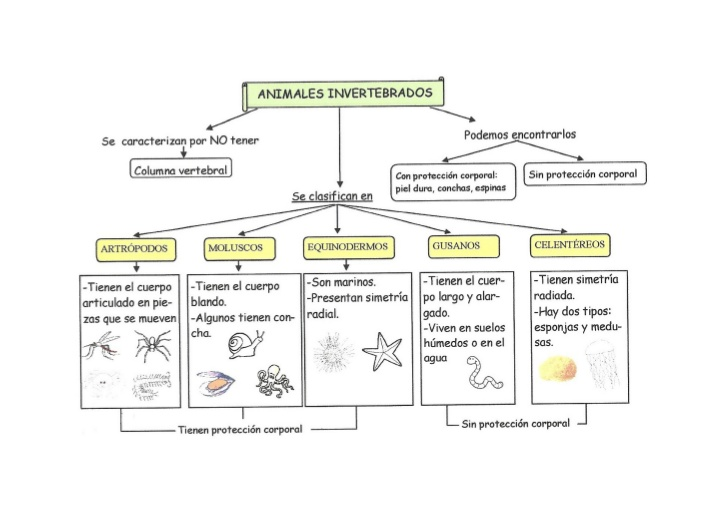 ANIMALES INVERTEBRADOS
Se caracterizan por NO tener
Columna vertebral
Podemos encontrarlos
Con protección corporal:
piel dura, conchas, espinas
Sin protección corporal
Se clasifican en
ARTRÓPODOS
-Tienen el cuerpo
articulado en pie-
zas que se mueven
MOLUSCOS
-Tienen el cuerpo
blando.
-Algunos tienen con-
cha.
EQUINODERMOS
-Son marinos.
-Presentan simetría
radial.
GUSANOS
-Tienen el cuer-
po largo y alar-
gado.
-Viven en suelos
húmedos o en el
agua
CELENTÉREOS
-Tienen simetría
radiada.
-Hay dos tipos:
esponjas y medu-
sas.
Tienen protección corporal
Sin protección corporal